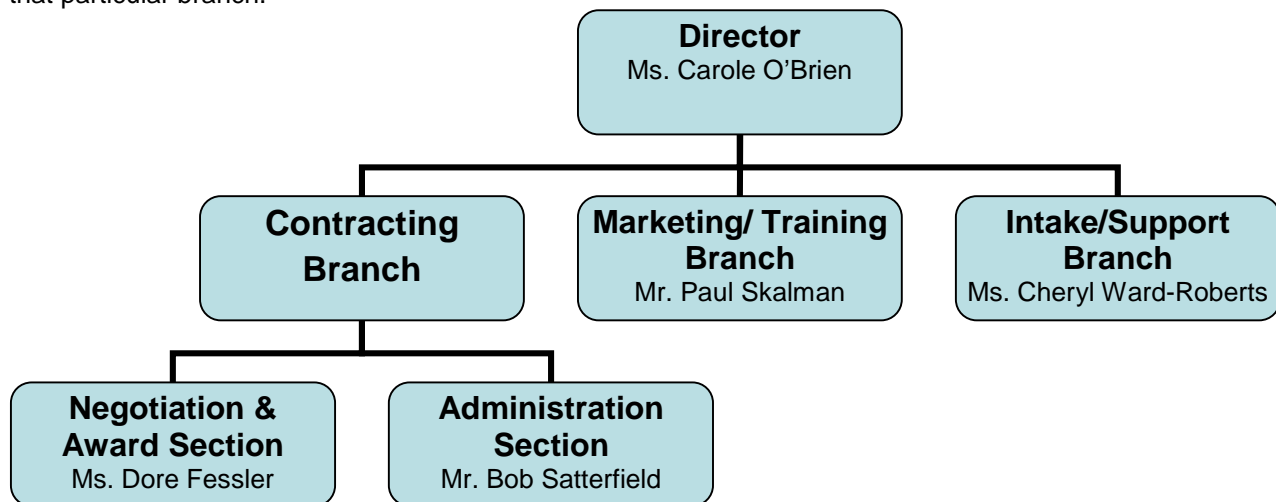 that particular branch.
Director
Ms. Carole O’Brien
Contracting
Branch
Marketing/ Training
Branch
Mr. Paul Skalman
Intake/Support
Branch
Ms. Cheryl Ward-Roberts
Negotiation &
Award Section
Ms. Dore Fessler
Administration
Section
Mr. Bob Satterfield